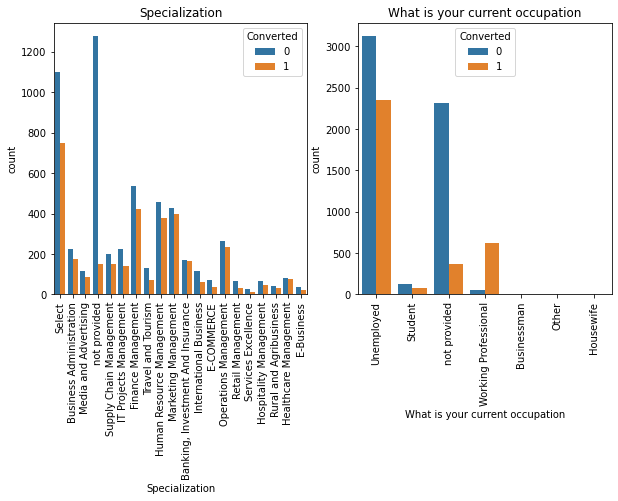 Specialization
Converted
0
1
count
1200
1000
800
600
400
200
0
Select
Business Administration
Media and Advertising
not provided
Supply Chain Management
IT Projects Management
Finance Management
Travel and Tourism
Human Resource Management
Marketing Management
Banking, Investment And Insurance
International Business
E-COMMERCE
Operations Management
Retail Management
Services Excellence
Hospitality Management
Rural and Agribusiness
Healthcare Management
E-Business
Specialization
What is your current occupation
Converted
0
1
count
3000
2500
2000
1500
1000
500
0
Unemployed
Student
not provided
Working Professional
Businessman
Other
Housewife
What is your current occupation